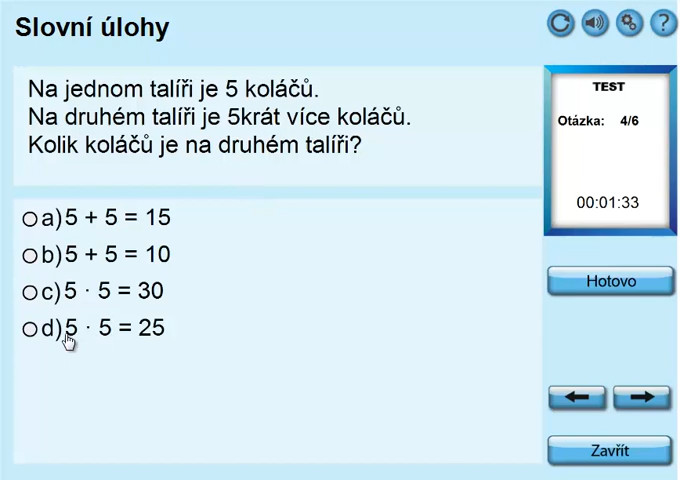 Slovní úlohy
?
Na jednom talíři je 5 koláčů.
Na druhém talíři je 5krát více koláčů.
Kolik koláčů je na druhém talíři?
TEST
Otázka: 4/6
00:01:33
a) 5 + 5 = 15
b) 5 + 5 = 10
c) 5 · 5 = 30
d) 5 · 5 = 25
Hotovo
Zavřít